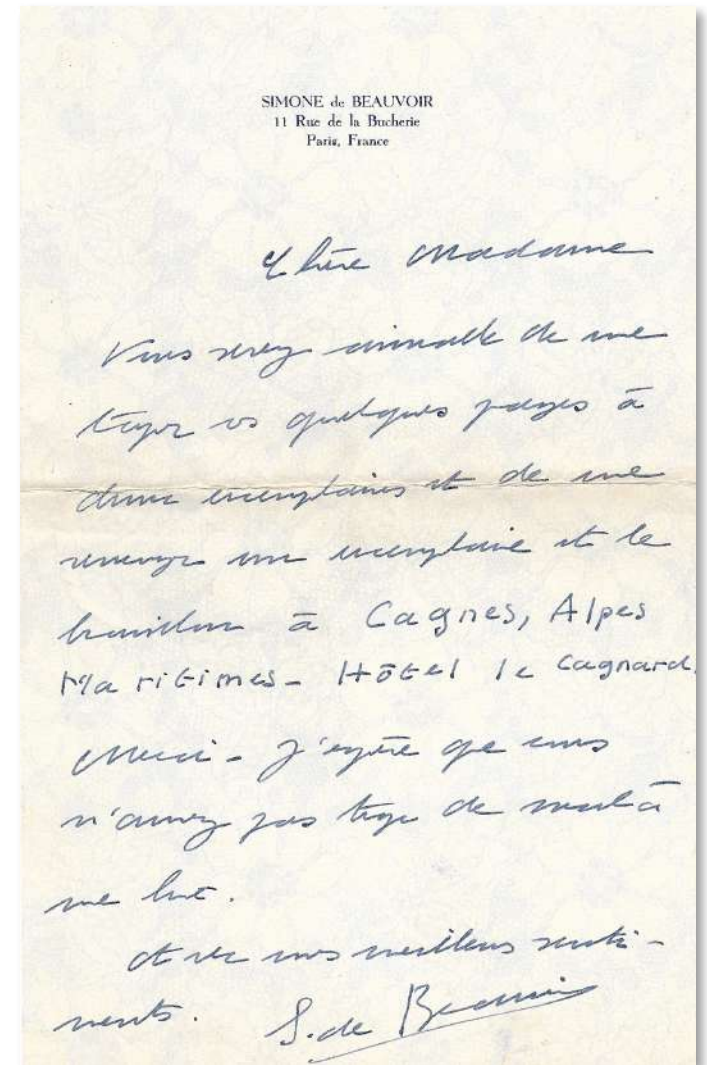 SIMONE de BEAUVOIR
11 Rue de la Bucherie
Paris, France
Chère Madame
Vous serez aimable de me
taper ces quelques pages à
deux exemplaires et de me
renvoyer un exemplaire et le
brouillon à Cagnes, Alpes
Maritimes - Hôtel le Cagnard.
Merci - J'espère que vous
n'aurez pas trop de mal à
me lire.
Avec mes meilleurs senti-
ments. S. de Beauvoir